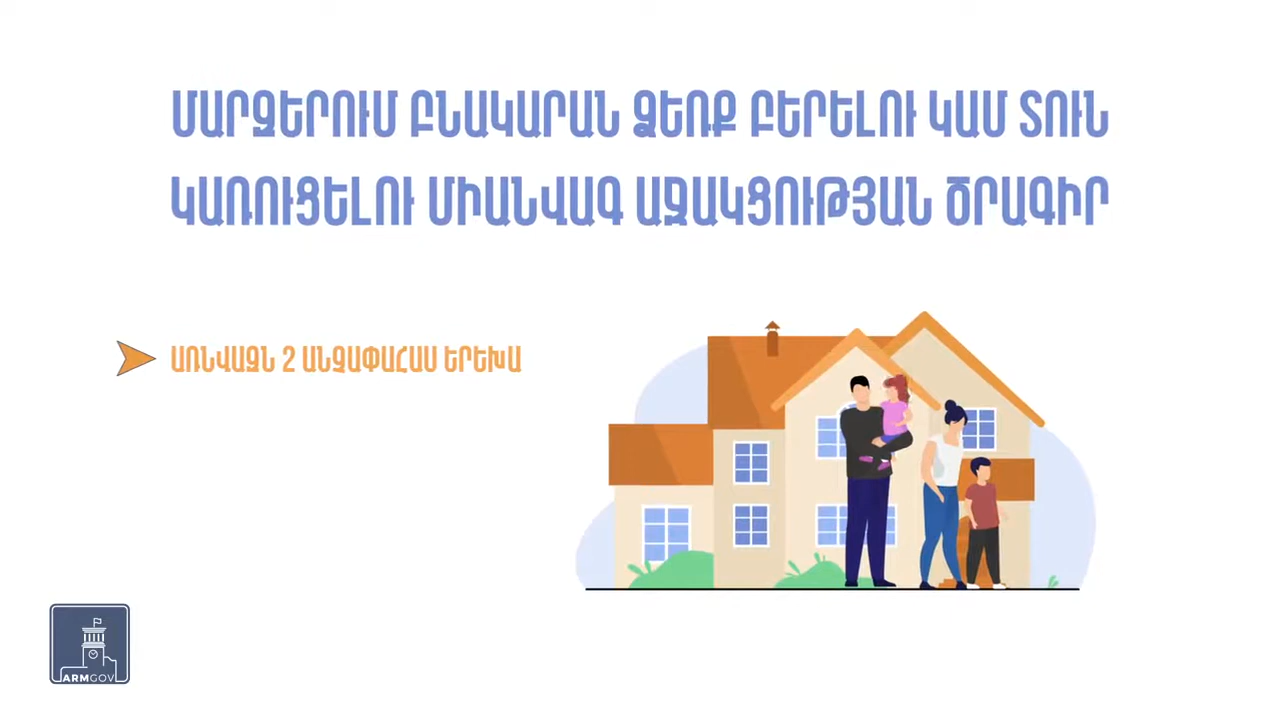 ՄԱՐԶԵՐՈՒՄ ԲՆԱԿԱՐԱՆ ՁԵՌՔ ԲԵՐԵԼՈՒ ԿԱՄ ՏՈՒՆ
ԿԱՌՈՒՑԵԼՈՒ ՄԻԱՆՎԱԳ ԱՋԱԿՑՈՒԹՅԱՆ ԾՐԱԳԻՐ
ԱՌՆՎԱԶՆ 2 ԱՆՉԱՓԱՀԱՍ ԵՐԵԽԱ
ARMGOV